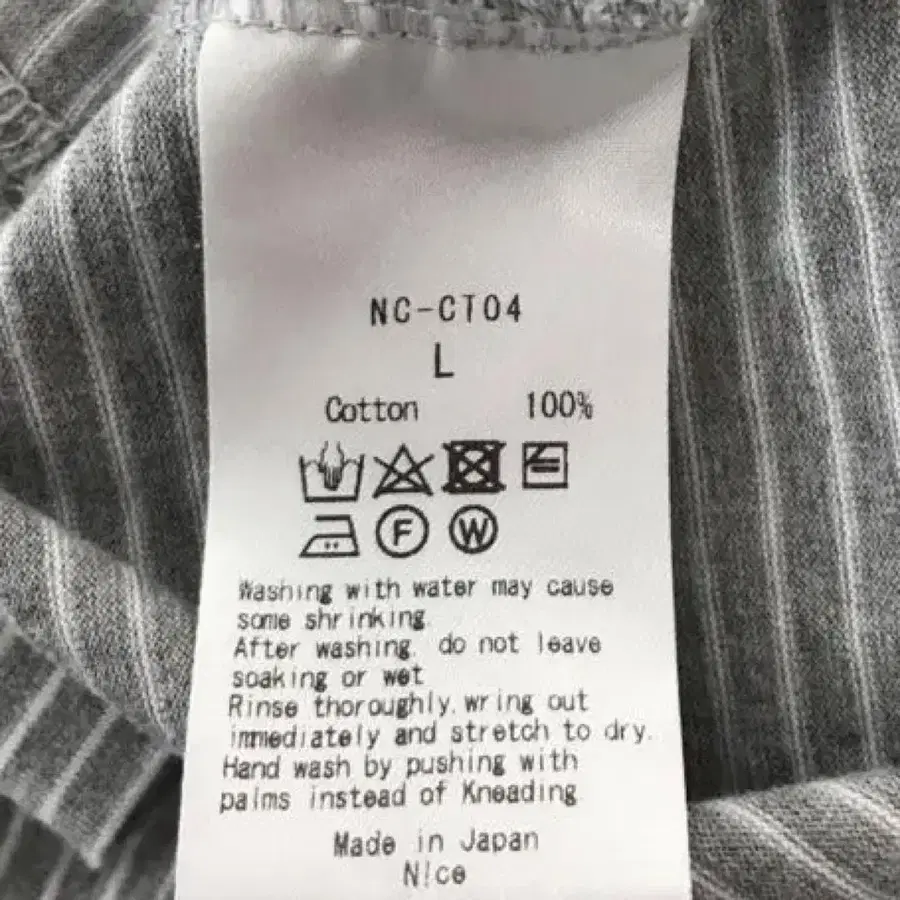 NC-CT04
L
Cotton 100%
F W
Washing with water may cause
some shrinking.
After washing, do not leave
soaking or wet
Rinse thoroughly, wring out
immediately and stretch to dry.
Hand wash by pushing with
palms instead of Kneading
Made in Japan
N!ce